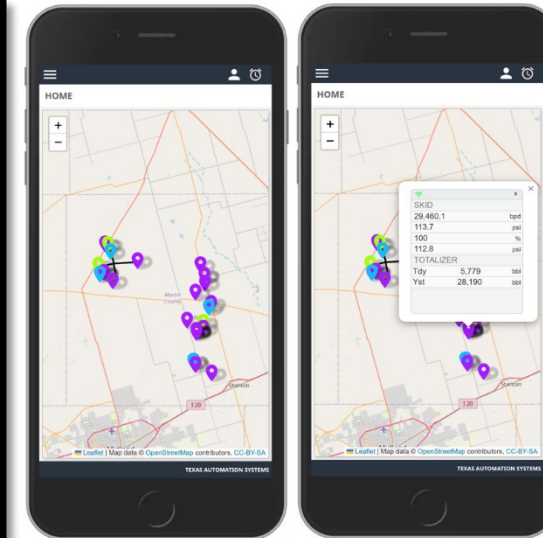 HOME
+
−
Martin
County
Stanton
I 20
Leaflet | Map data © OpenStreetMap contributors, CC-BY-SA
TEXAS AUTOMATION SYSTEMS
HOME
+
−
×
SKID
29,460.1 bpd
113.7 psi
100 %
112.8 psi
TOTALIZER
Tdy 5,779 bbl
Yst 28,190 bbl
Stanton
I 20
Leaflet | Map data © OpenStreetMap contributors, CC-BY-SA
TEXAS AUTOMATION SYSTEMS